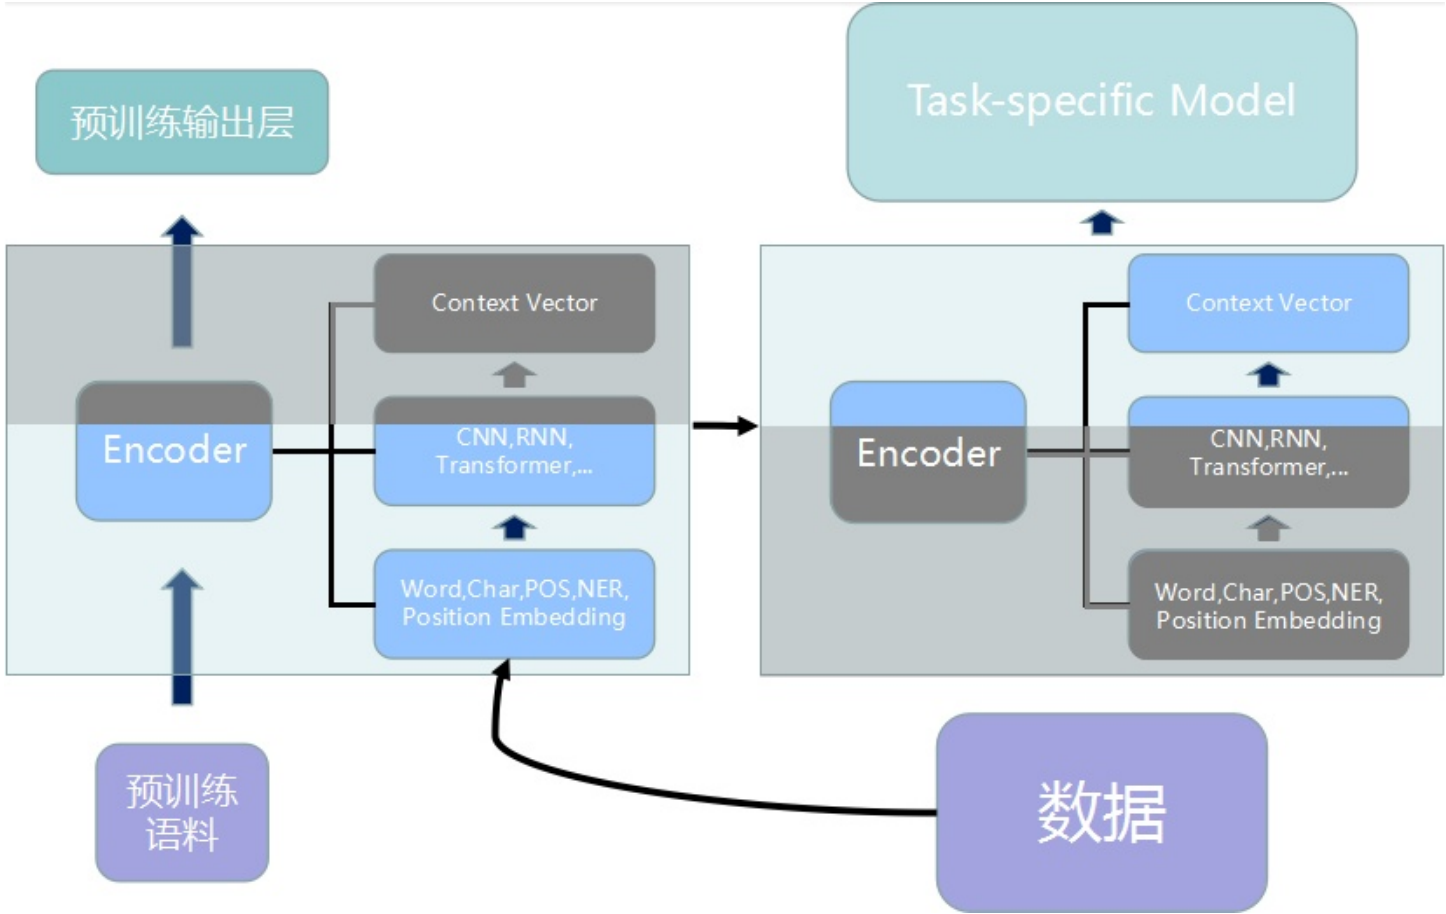 预训练输出层
Task-specific Model
Context Vector
Encoder
CNN,RNN,
Transformer,...
Word,Char,POS,NER,
Position Embedding
Context Vector
Encoder
CNN,RNN,
Transformer,...
Word,Char,POS,NER,
Position Embedding
预训练
语料
数据